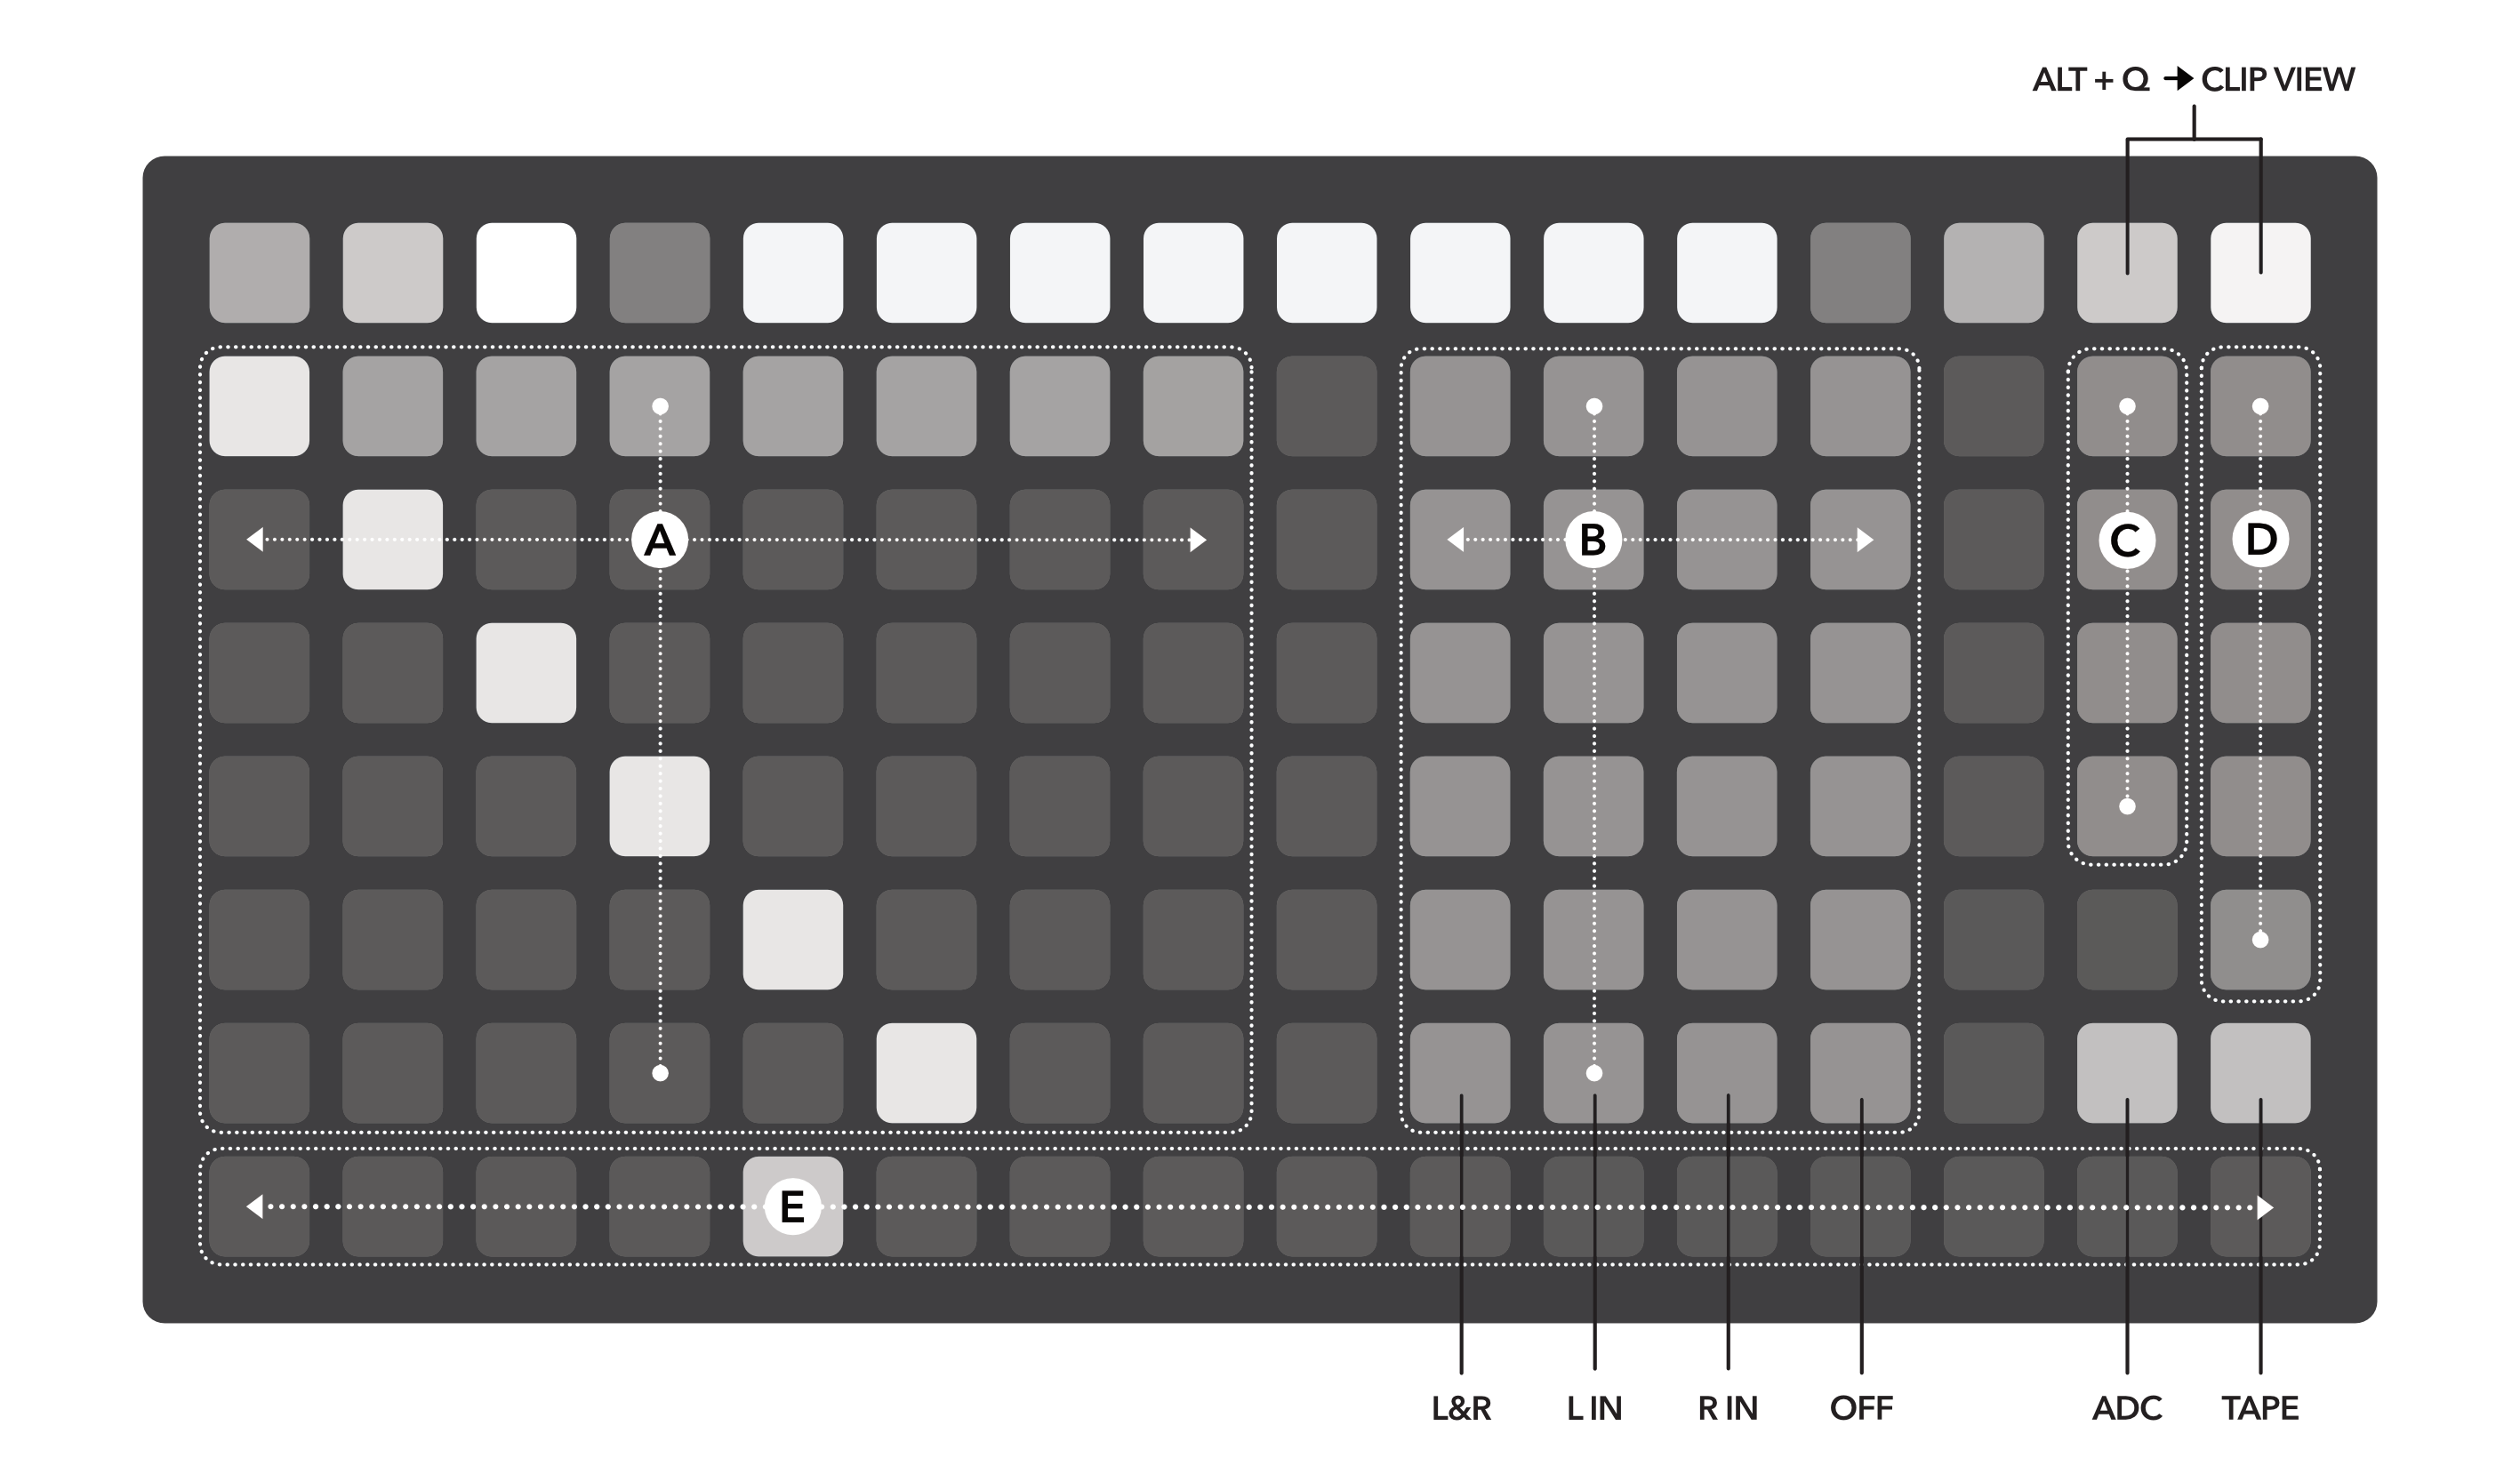 ALT + Q → CLIP VIEW
A
B
C
D
E
L&R
L IN
R IN
OFF
ADC
TAPE